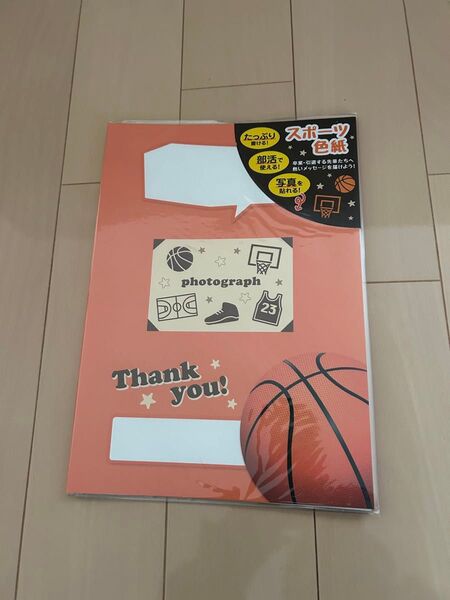 たっぷり
書ける!
部活で
使える!
写真を
貼れる!
スポーツ
色紙
卒業・引退する先輩たちへ
熱いメッセージを届けよう!
photograph
23
Thank
you!